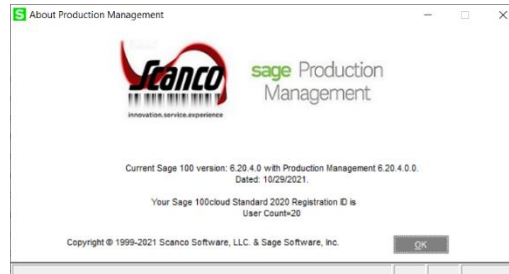 About Production Management
Scanco
innovation.service.experience
sage Production
Management
Current Sage 100 version: 6.20.4.0 with Production Management 6.20.4.0.0.
Dated: 10/29/2021.
Your Sage 100cloud Standard 2020 Registration ID is
User Count=20
Copyright © 1999-2021 Scanco Software, LLC. & Sage Software, Inc.
OK